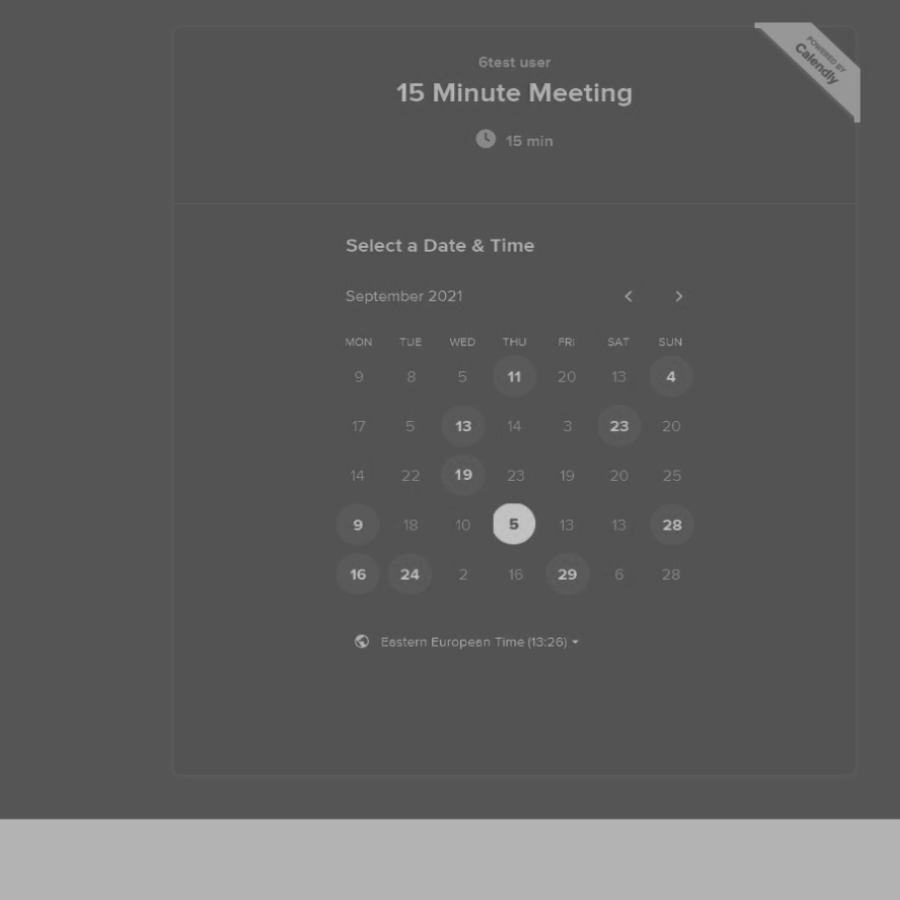 POWERED BY
Calendly
6test user
15 Minute Meeting
15 min
Select a Date & Time
September 2021
MON TUE WED THU FRI SAT SUN
9 8 5 11 20 13 4
17 5 13 14 3 23 20
14 22 19 23 19 20 25
9 18 10 5 13 13 28
16 24 2 16 29 6 28
Eastern European Time (13:26)